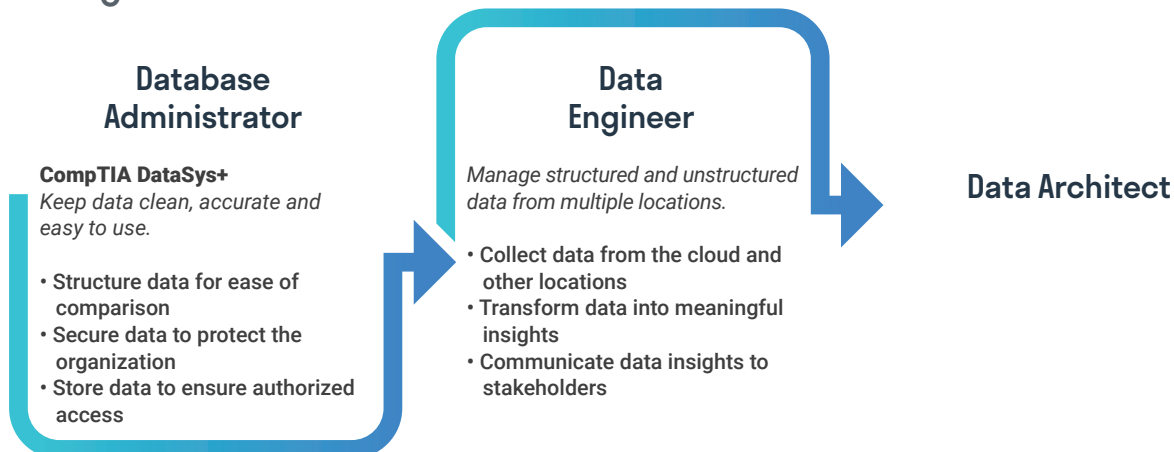 Database
Administrator
CompTIA DataSys+
Keep data clean, accurate and
easy to use.
• Structure data for ease of
comparison
• Secure data to protect the
organization
• Store data to ensure authorized
access
Data
Engineer
Manage structured and unstructured
data from multiple locations.
• Collect data from the cloud and
other locations
• Transform data into meaningful
insights
• Communicate data insights to
stakeholders
Data Architect